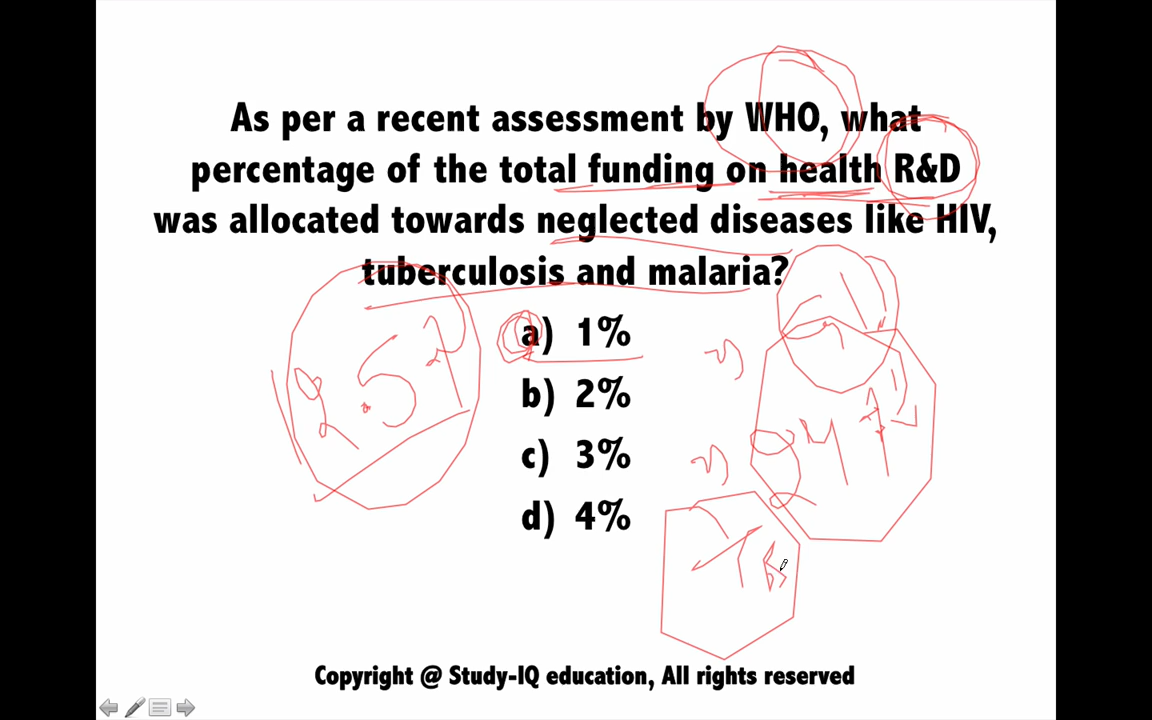 As per a recent assessment by WHO, what
percentage of the total funding on health R&D
was allocated towards neglected diseases like HIV,
tuberculosis and malaria?
a) 1%
b) 2%
c) 3%
d) 4%
TB
Copyright @ Study-IQ education, All rights reserved